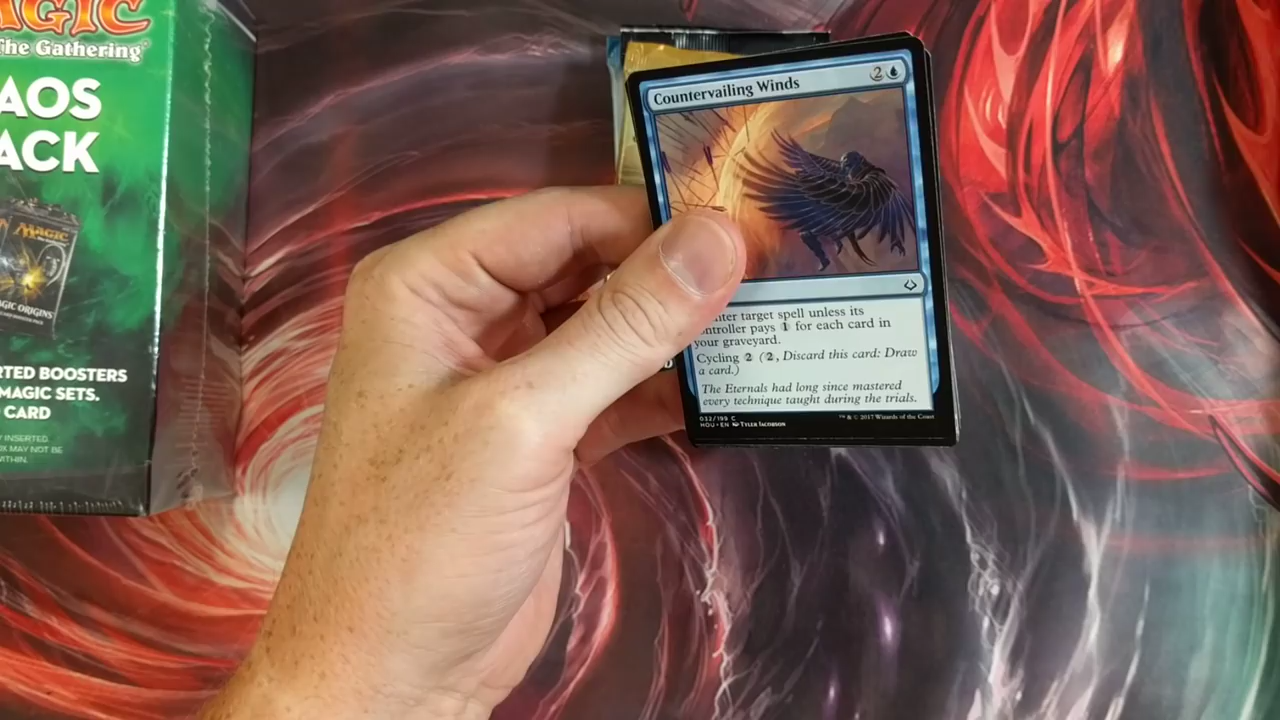 MAGIC
The Gathering
AOS
ACK
MAGIC
MAGIC ORIGINS
RTED BOOSTERS
MAGIC SETS.
CARD
Y INSERTED.
OX MAY NOT BE
WITHIN.
Countervailing Winds
2
nter target spell unless its
ontroller pays 1 for each card in
your graveyard.
Cycling 2 (2, Discard this card: Draw
a card.)
The Eternals had long since mastered
every technique taught during the trials.
032/199 C
HOU • EN Tyler Jacobson
™ & © 2017 Wizards of the Coast